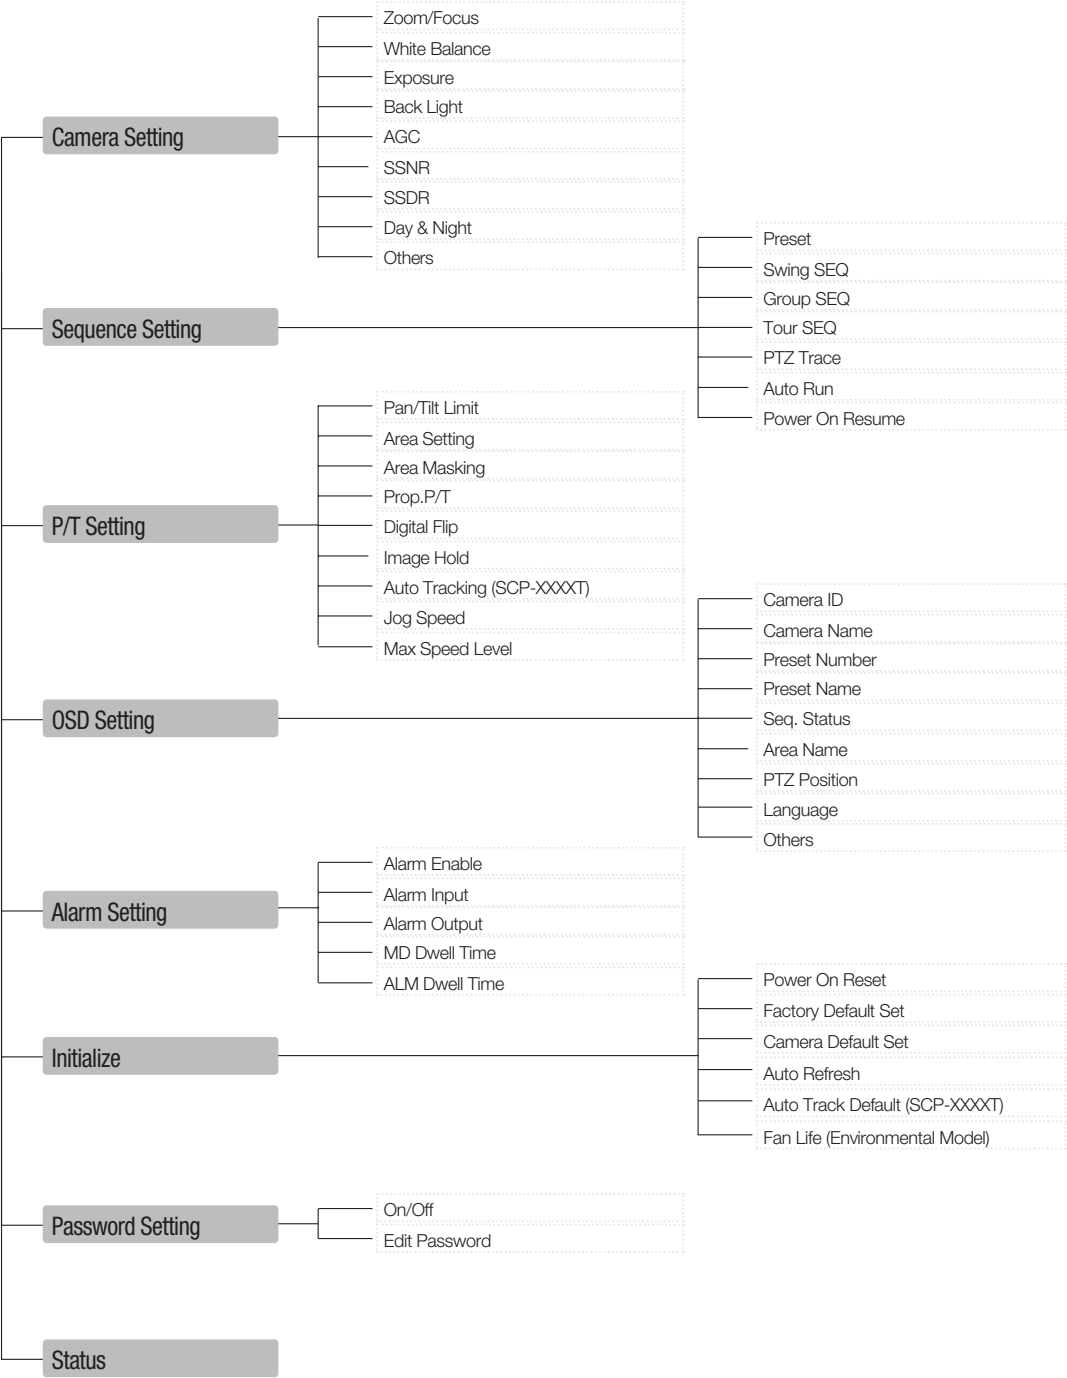 Camera Setting
Zoom/Focus
White Balance
Exposure
Back Light
AGC
SSNR
SSDR
Day & Night
Others
Sequence Setting
Preset
Swing SEQ
Group SEQ
Tour SEQ
PTZ Trace
Auto Run
Power On Resume
P/T Setting
Pan/Tilt Limit
Area Setting
Area Masking
Prop.P/T
Digital Flip
Image Hold
Auto Tracking (SCP-XXXXT)
Jog Speed
Max Speed Level
OSD Setting
Camera ID
Camera Name
Preset Number
Preset Name
Seq. Status
Area Name
PTZ Position
Language
Others
Alarm Setting
Alarm Enable
Alarm Input
Alarm Output
MD Dwell Time
ALM Dwell Time
Initialize
Power On Reset
Factory Default Set
Camera Default Set
Auto Refresh
Auto Track Default (SCP-XXXXT)
Fan Life (Environmental Model)
Password Setting
On/Off
Edit Password
Status